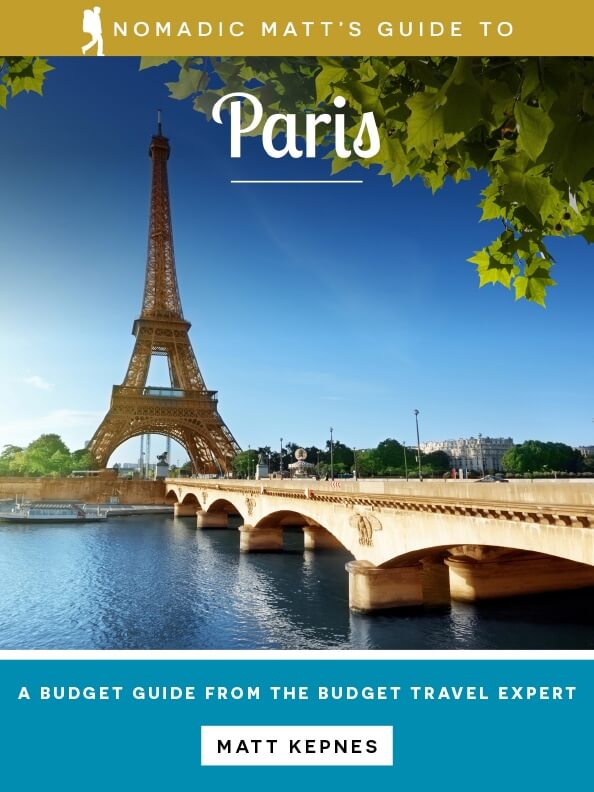 NOMADIC MATT'S GUIDE TO
Paris
A BUDGET GUIDE FROM THE BUDGET TRAVEL EXPERT
MATT KEPNES